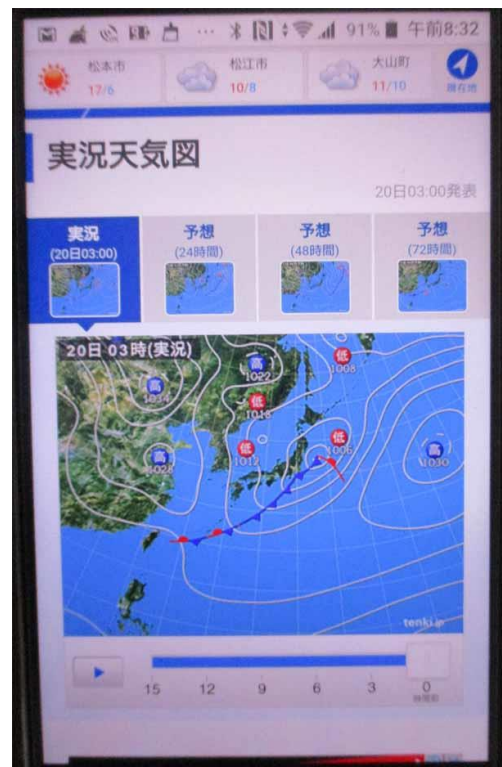 91% 午前8:32
松本市
17/6
松江市
10/8
大山町
11/10
現在地
実況天気図
20日03:00発表
実況
(20日03:00)
予想
(24時間)
予想
(48時間)
予想
(72時間)
20日 03時(実況)
低
1008
高
1022
高
1034
低
1018
低
1006
低
1012
高
1028
高
1030
tenki.jp
15 12 9 6 3 0
時間前